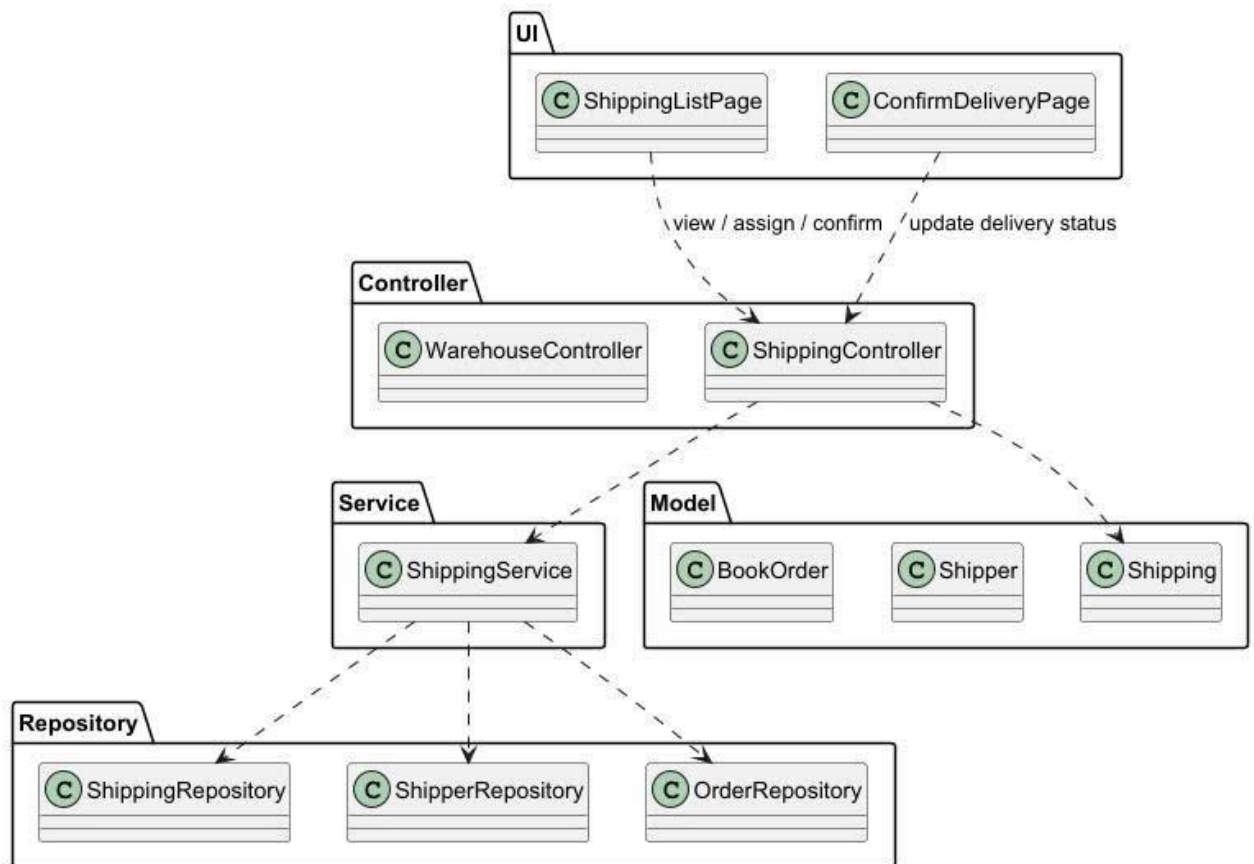 UI
C ShippingListPage
C ConfirmDeliveryPage
view / assign / confirm
update delivery status
Controller
C WarehouseController
C ShippingController
Service
C ShippingService
Model
C BookOrder
C Shipper
C Shipping
Repository
C ShippingRepository
C ShipperRepository
C OrderRepository